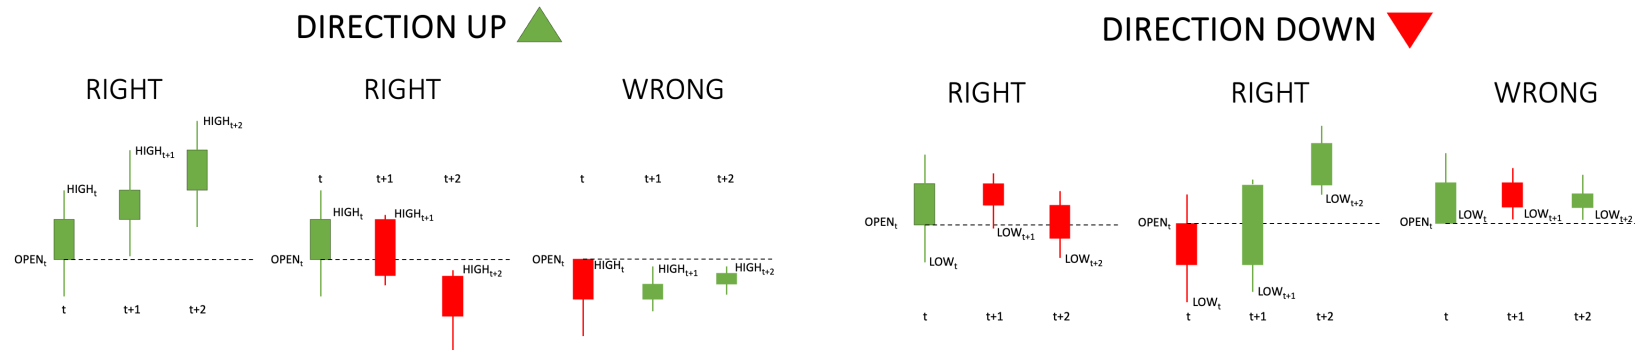 DIRECTION UP
DIRECTION DOWN
RIGHT
RIGHT
WRONG
RIGHT
RIGHT
WRONG
HIGHt+2
HIGHt+1
HIGHt
OPENt
t
t+1
t+2
t
t+1
t+2
HIGHt
HIGHt+1
OPENt
HIGHt+2
t
t+1
t+2
OPENt
HIGHt
HIGHt+1
HIGHt+2
OPENt
LOWt+1
LOWt
LOWt+2
t
t+1
t+2
LOWt+2
OPENt
LOWt+1
LOWt
t
t+1
t+2
OPENt
LOWt
LOWt+1
LOWt+2
t
t+1
t+2